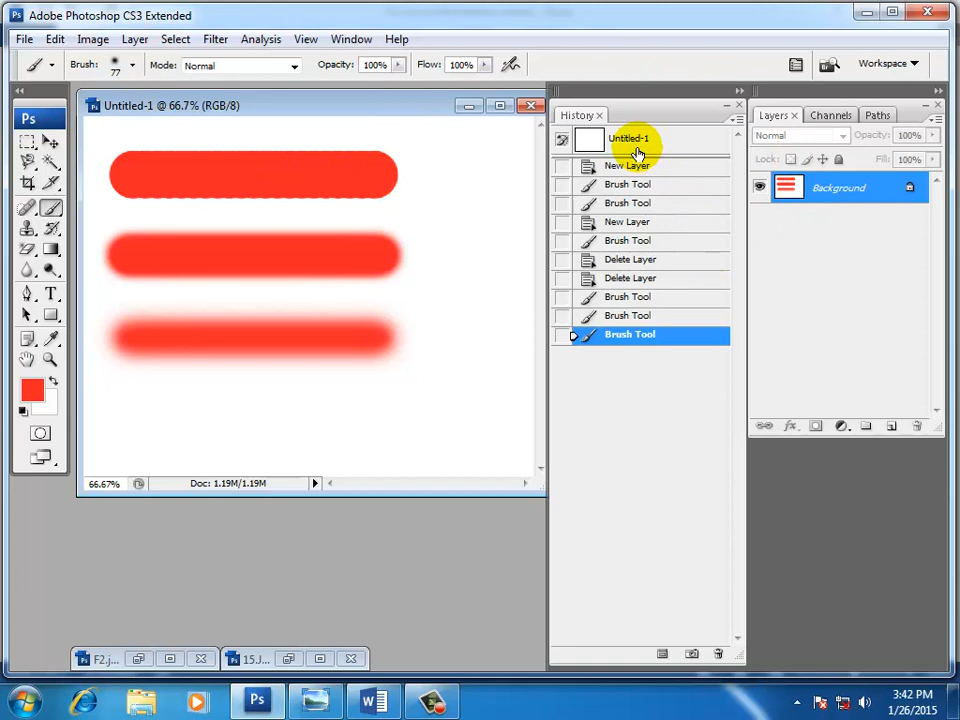 Ps Adobe Photoshop CS3 Extended
File Edit Image Layer Select Filter Analysis View Window Help
Brush: 77 Mode: Normal Opacity: 100% Flow: 100% Workspace
Ps
Untitled-1 @ 66.7% (RGB/8)
66.67% Doc: 1.19M/1.19M
History
Untitled-1
New Layer
Brush Tool
Brush Tool
New Layer
Brush Tool
Delete Layer
Delete Layer
Brush Tool
Brush Tool
Brush Tool
Layers Channels Paths
Normal Opacity: 100%
Lock: Fill: 100%
Background
F2.j... 15.J...
Ps
3:42 PM
1/26/2015